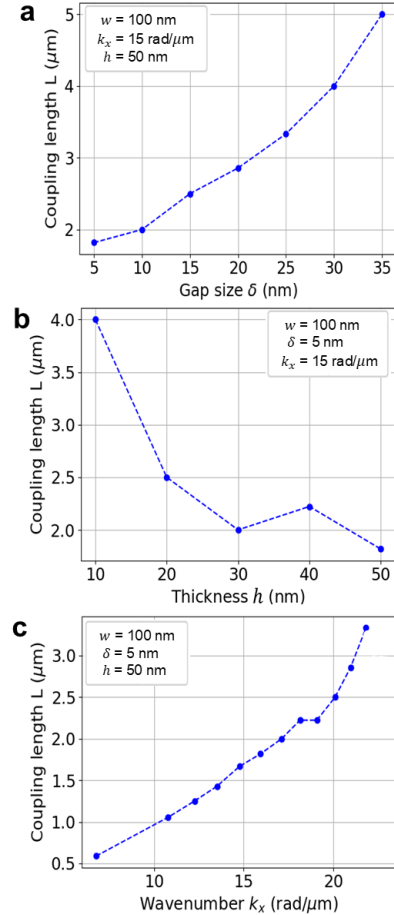 a
w = 100 nm
kₓ = 15 rad/μm
h = 50 nm
5
4
3
2
Coupling length L (μm)
5 10 15 20 25 30 35
Gap size δ (nm)
b
w = 100 nm
δ = 5 nm
kₓ = 15 rad/μm
4.0
3.5
3.0
2.5
2.0
Coupling length L (μm)
10 20 30 40 50
Thickness h (nm)
c
w = 100 nm
δ = 5 nm
h = 50 nm
3.0
2.5
2.0
1.5
1.0
0.5
Coupling length L (μm)
10 15 20
Wavenumber kₓ (rad/μm)